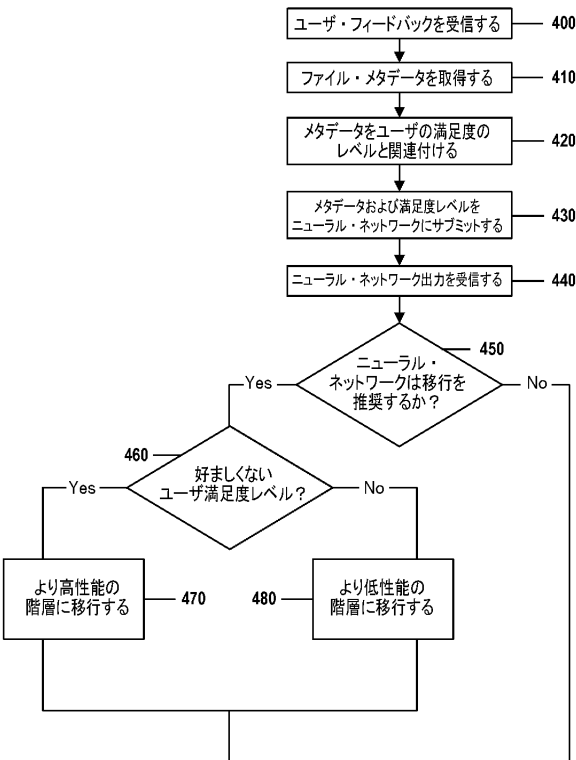 ユーザ・フィードバックを受信する
400
ファイル・メタデータを取得する
410
メタデータをユーザの満足度の
レベルと関連付ける
420
メタデータおよび満足度レベルを
ニューラル・ネットワークにサブミットする
430
ニューラル・ネットワーク出力を受信する
440
450
ニューラル・
ネットワークは移行を
推奨するか？
Yes
No
460
好ましくない
ユーザ満足度レベル？
Yes
No
より高性能の
階層に移行する
470
480
より低性能の
階層に移行する